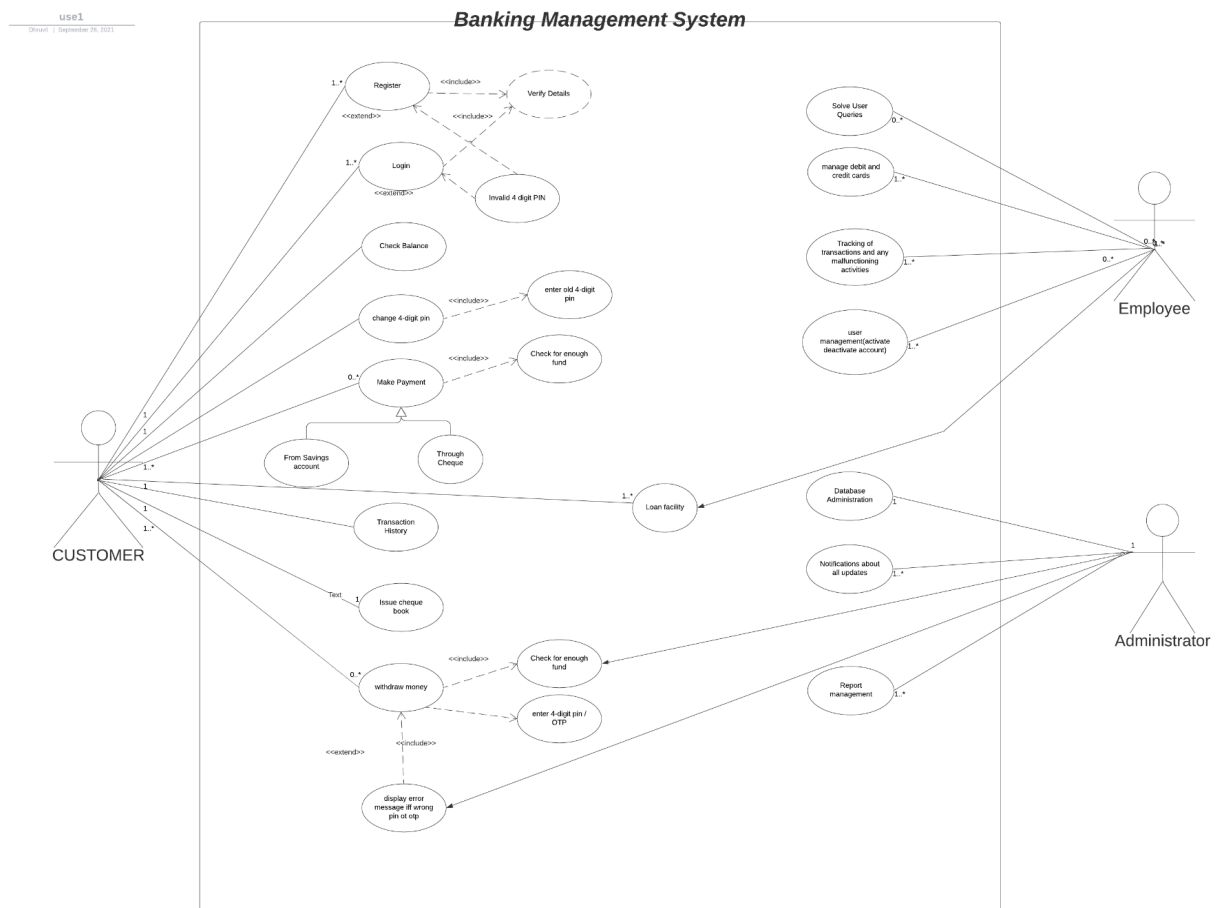 use1
Dhruvil | September 26, 2021
Banking Management System
1..*
Register
<<include>>
Verify Details
<<extend>>
<<include>>
1..*
Login
<<extend>>
Invalid 4 digit PIN
Check Balance
change 4-digit pin
<<include>>
enter old 4-digit
pin
0..*
Make Payment
<<include>>
Check for enough
fund
From Savings
account
Through
Cheque
1
1
1..*
1
1
1..*
CUSTOMER
1..*
Loan facility
Transaction
History
Text
1
Issue cheque
book
0..*
withdraw money
<<include>>
Check for enough
fund
enter 4-digit pin /
OTP
<<extend>>
<<include>>
display error
message iff wrong
pin ot otp
Solve User
Queries
0..*
manage debit and
credit cards
1..*
Tracking of
transactions and any
malfunctioning
activities
1..*
user
management(activate
deactivate account)
1..*
0..*
Employee
Database
Administration
1
Notifications about
all updates
1..*
1
Administrator
Report
management
1..*